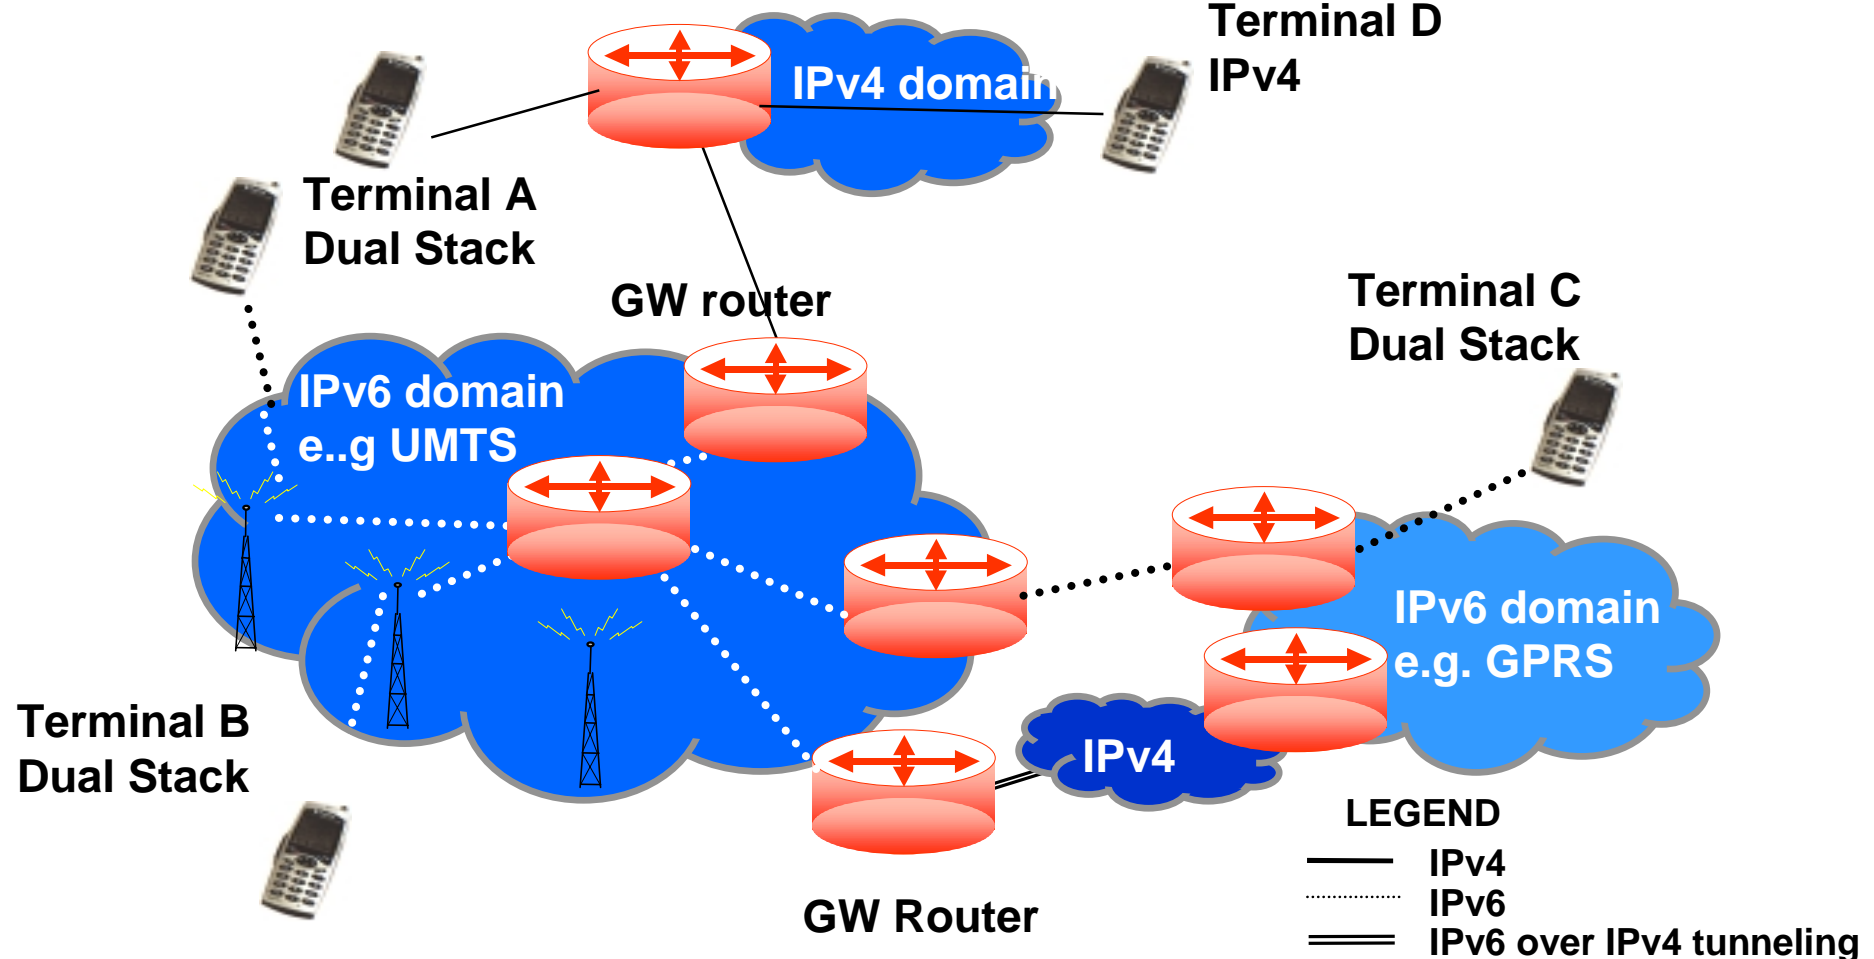 Terminal D
IPv4
IPv4 domain
Terminal A
Dual Stack
GW router
Terminal C
Dual Stack
IPv6 domain
e..g UMTS
IPv6 domain
e.g. GPRS
Terminal B
Dual Stack
IPv4
GW Router
LEGEND
IPv4
IPv6
IPv6 over IPv4 tunneling